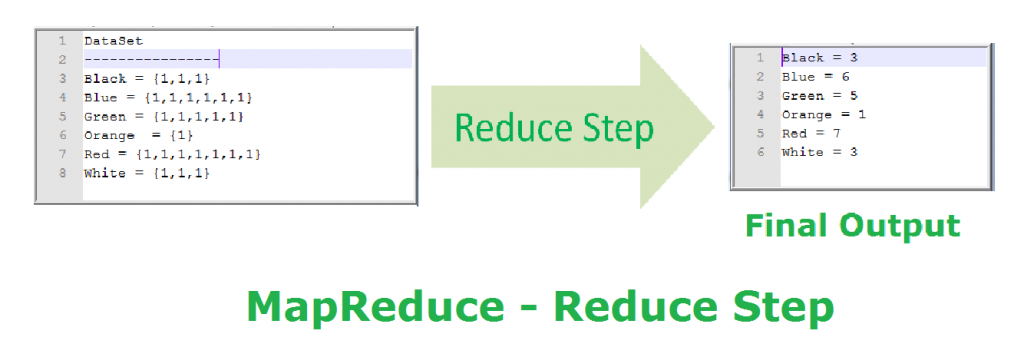 1 DataSet
2 ----------------
3 Black = {1,1,1}
4 Blue = {1,1,1,1,1,1}
5 Green = {1,1,1,1,1}
6 Orange  = {1}
7 Red = {1,1,1,1,1,1,1}
8 White = {1,1,1}
Reduce Step
1 Black = 3
2 Blue = 6
3 Green = 5
4 Orange = 1
5 Red = 7
6 White = 3
Final Output
MapReduce - Reduce Step